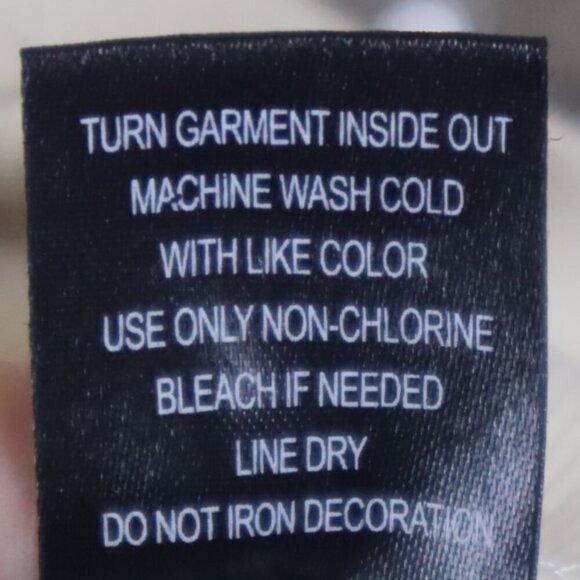 TURN GARMENT INSIDE OUT
MACHINE WASH COLD
WITH LIKE COLOR
USE ONLY NON-CHLORINE
BLEACH IF NEEDED
LINE DRY
DO NOT IRON DECORATION